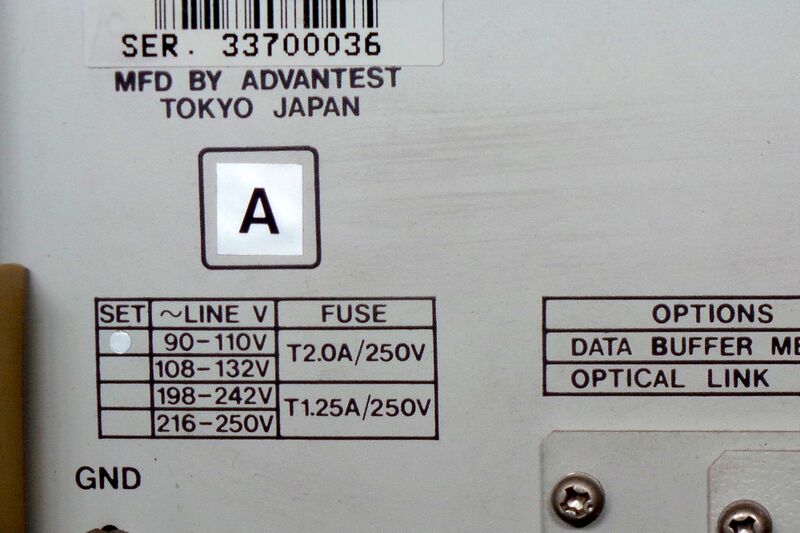 SER. 33700036
MFD BY ADVANTEST
TOKYO JAPAN
A
SET ~LINE V FUSE
90-110V T2.0A/250V
108-132V
198-242V T1.25A/250V
216-250V
GND
OPTIONS
DATA BUFFER
OPTICAL LINK